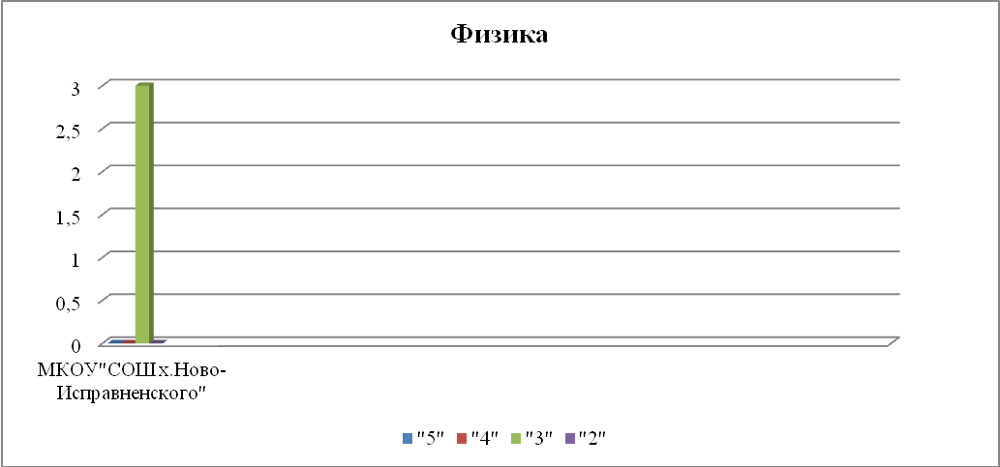 Физика
3
2,5
2
1,5
1
0,5
0
МКОУ"СОШ х.Ново-
Исправненского"
"5" "4" "3" "2"